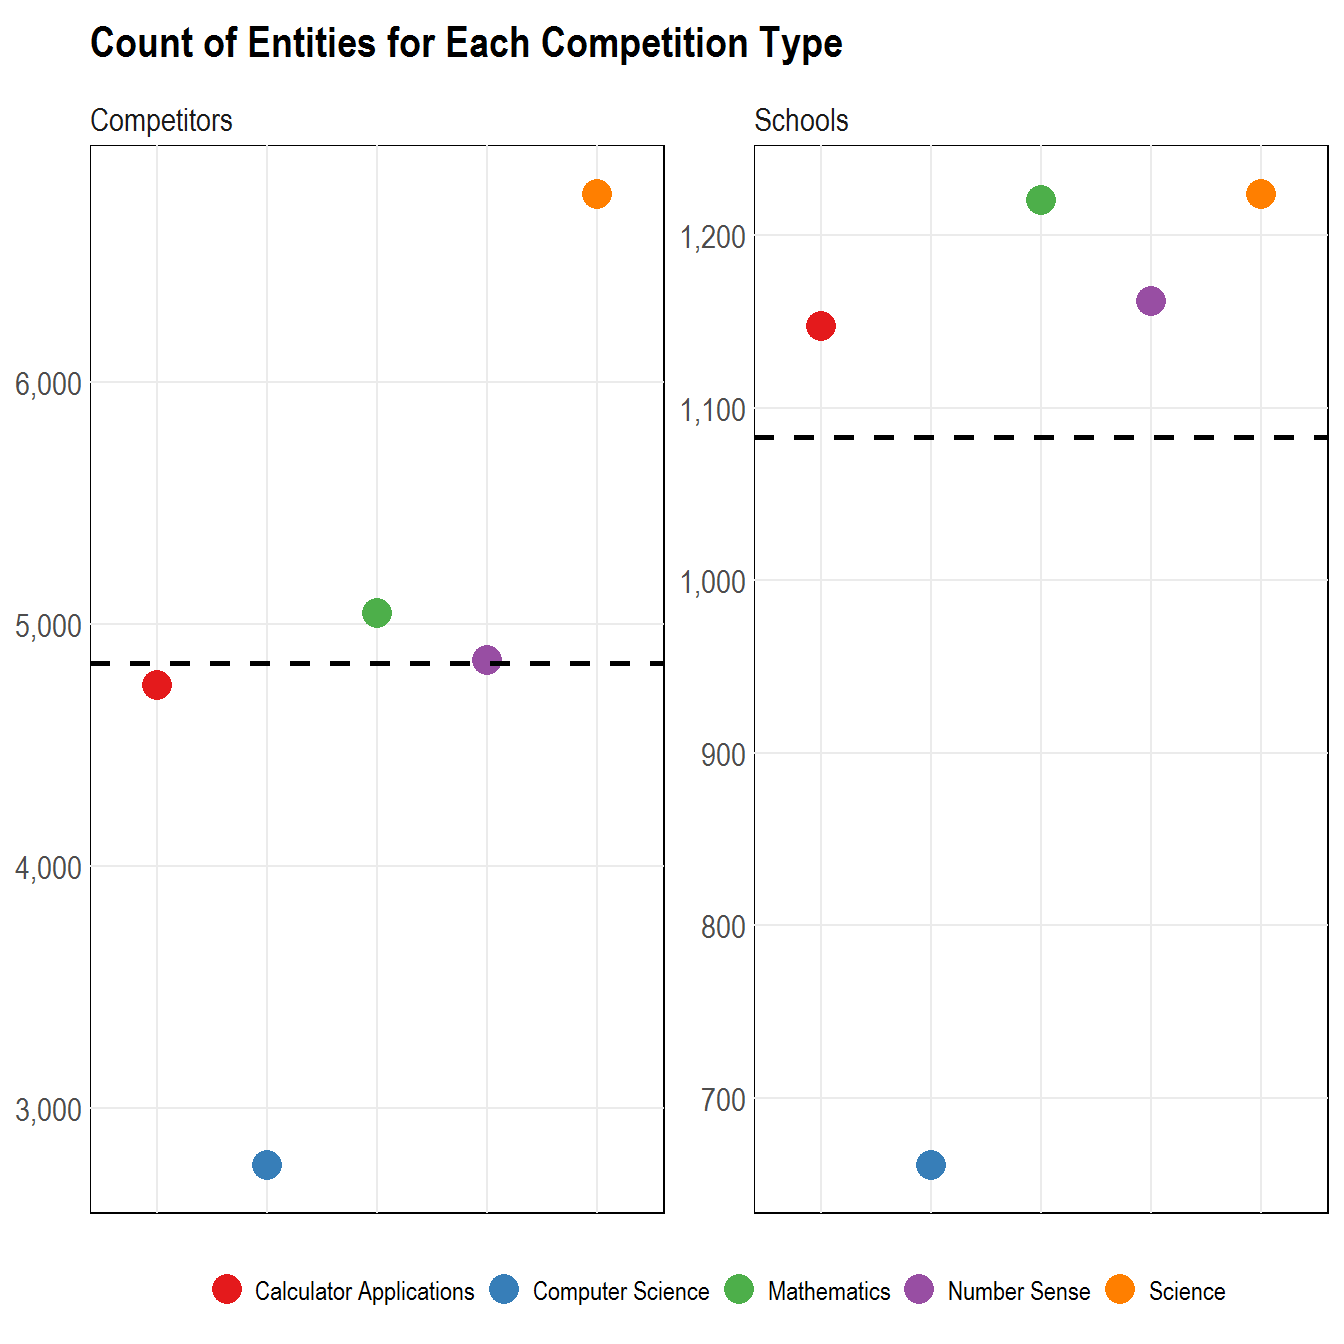 Count of Entities for Each Competition Type
Competitors
6,000
5,000
4,000
3,000
Schools
1,200
1,100
1,000
900
800
700
Calculator Applications
Computer Science
Mathematics
Number Sense
Science